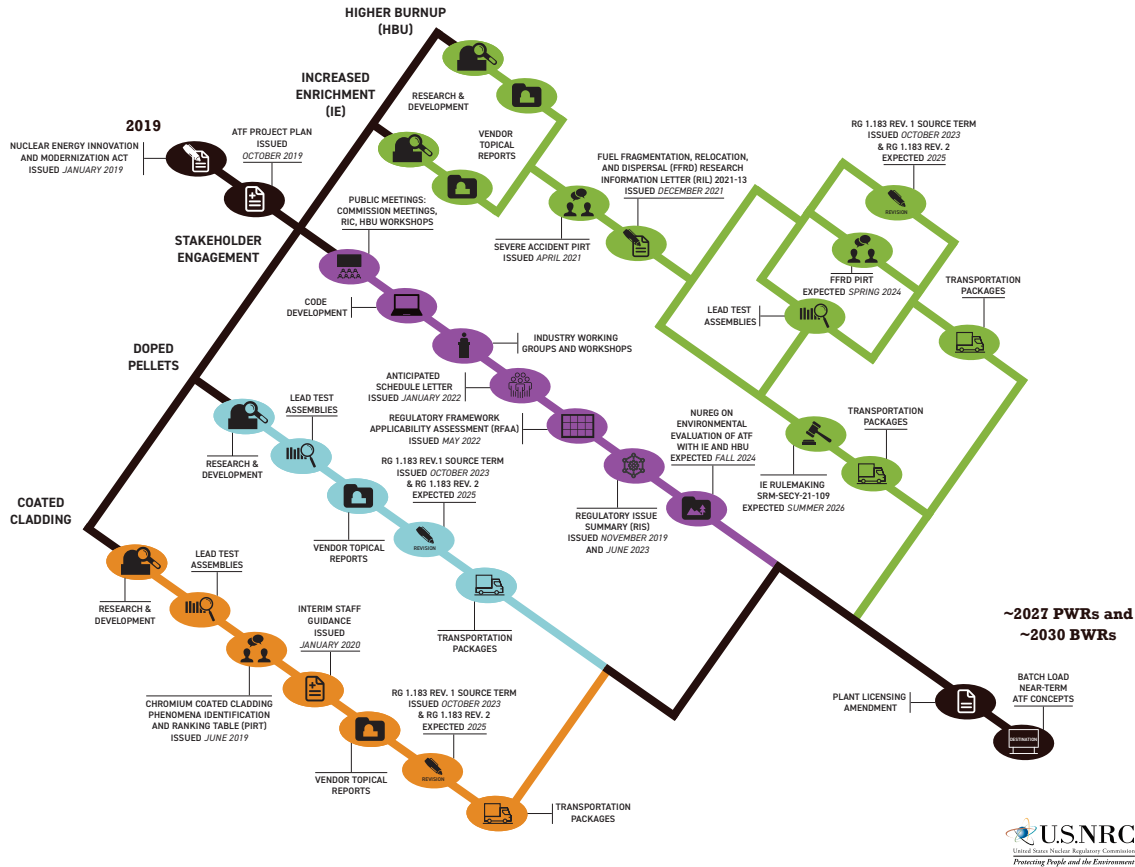 HIGHER BURNUP
(HBU)
INCREASED
ENRICHMENT
(IE)
RESEARCH &
DEVELOPMENT
VENDOR
TOPICAL
REPORTS
2019
NUCLEAR ENERGY INNOVATION
AND MODERNIZATION ACT
ISSUED JANUARY 2019
ATF PROJECT PLAN
ISSUED
OCTOBER 2019
STAKEHOLDER
ENGAGEMENT
PUBLIC MEETINGS:
COMMISSION MEETINGS,
RIC, HBU WORKSHOPS
FUEL FRAGMENTATION, RELOCATION,
AND DISPERSAL (FFRD) RESEARCH
INFORMATION LETTER (RIL) 2021-13
ISSUED DECEMBER 2021
SEVERE ACCIDENT PIRT
ISSUED APRIL 2021
RG 1.183 REV. 1 SOURCE TERM
ISSUED OCTOBER 2023
& RG 1.183 REV. 2
EXPECTED 2025
REVISION
FFRD PIRT
EXPECTED SPRING 2024
LEAD TEST
ASSEMBLIES
TRANSPORTATION
PACKAGES
CODE
DEVELOPMENT
INDUSTRY WORKING
GROUPS AND WORKSHOPS
ANTICIPATED
SCHEDULE LETTER
ISSUED JANUARY 2022
REGULATORY FRAMEWORK
APPLICABILITY ASSESSMENT (RFAA)
ISSUED MAY 2022
NUREG ON
ENVIRONMENTAL
EVALUATION OF ATF
WITH IE AND HBU
EXPECTED FALL 2024
TRANSPORTATION
PACKAGES
IE RULEMAKING
SRM-SECY-21-109
EXPECTED SUMMER 2026
REGULATORY ISSUE
SUMMARY (RIS)
ISSUED NOVEMBER 2019
AND JUNE 2023
DOPED
PELLETS
LEAD TEST
ASSEMBLIES
RESEARCH &
DEVELOPMENT
RG 1.183 REV.1 SOURCE TERM
ISSUED OCTOBER 2023
& RG 1.183 REV. 2
EXPECTED 2025
VENDOR TOPICAL
REPORTS
REVISION
TRANSPORTATION
PACKAGES
COATED
CLADDING
LEAD TEST
ASSEMBLIES
RESEARCH &
DEVELOPMENT
INTERIM STAFF
GUIDANCE
ISSUED
JANUARY 2020
CHROMIUM COATED CLADDING
PHENOMENA IDENTIFICATION
AND RANKING TABLE (PIRT)
ISSUED JUNE 2019
RG 1.183 REV. 1 SOURCE TERM
ISSUED OCTOBER 2023
& RG 1.183 REV. 2
EXPECTED 2025
VENDOR TOPICAL
REPORTS
REVISION
TRANSPORTATION
PACKAGES
~2027 PWRs and
~2030 BWRs
PLANT LICENSING
AMENDMENT
BATCH LOAD
NEAR-TERM
ATF CONCEPTS
DESTINATION
U.S.NRC
United States Nuclear Regulatory Commission
Protecting People and the Environment